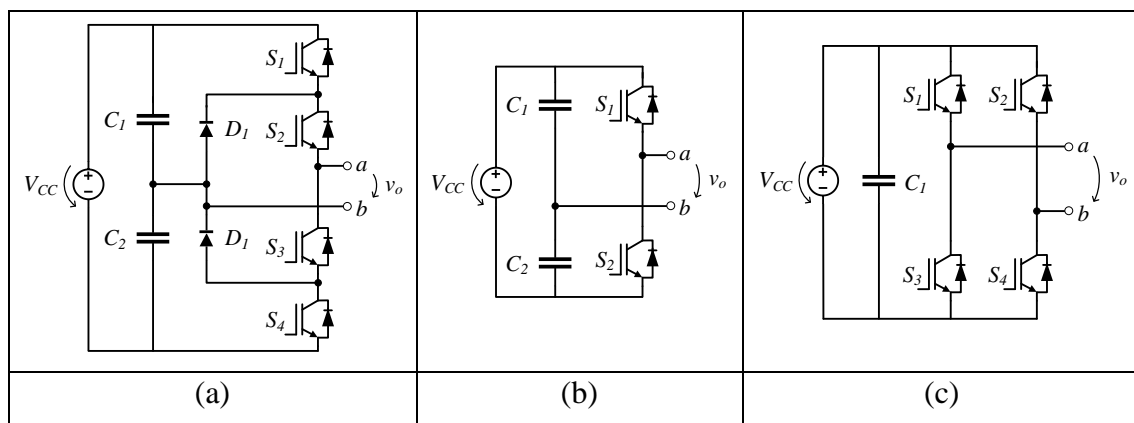 S1
C1
D1
S2
a
VCC
+
−
vo
b
C2
D1
S3
S4
(a)
C1
S1
a
VCC
+
−
vo
b
C2
S2
(b)
S1
S2
a
VCC
+
−
C1
vo
b
S3
S4
(c)